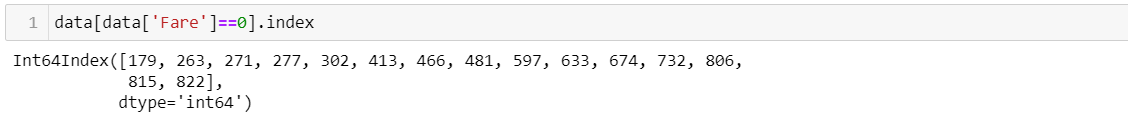 1 data[data['Fare']==0].index
Int64Index([179, 263, 271, 277, 302, 413, 466, 481, 597, 633, 674, 732, 806,
815, 822],
dtype='int64')